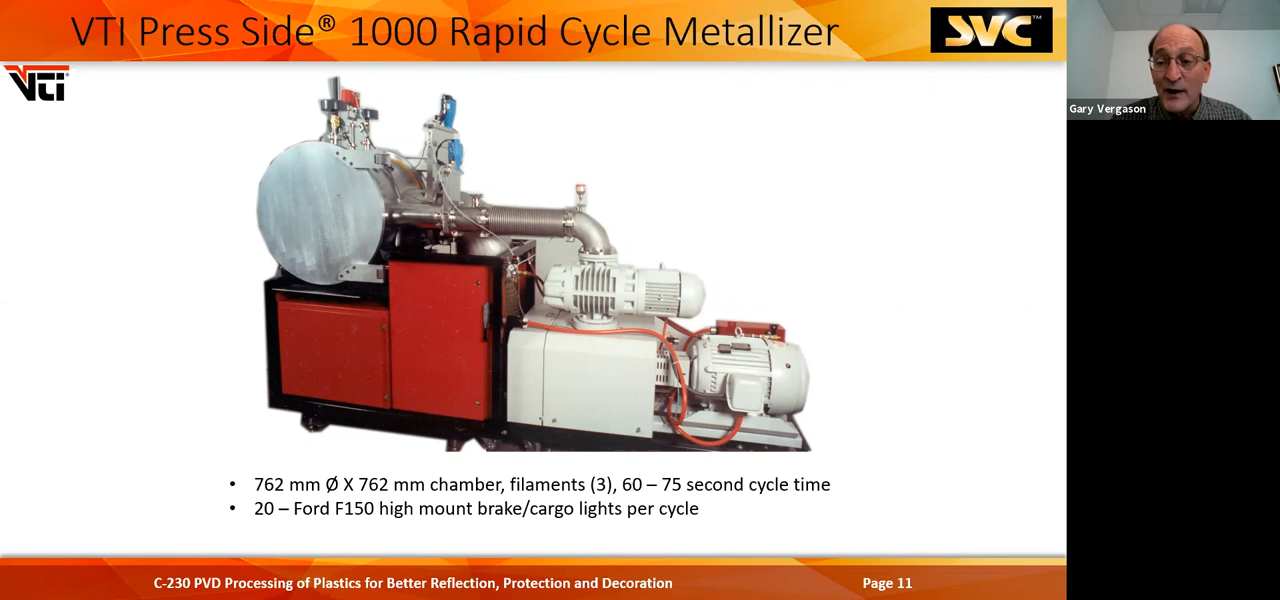 VTI Press Side® 1000 Rapid Cycle Metallizer
SVC™
VTi®
Gary Vergason
• 762 mm Ø X 762 mm chamber, filaments (3), 60 – 75 second cycle time
• 20 – Ford F150 high mount brake/cargo lights per cycle
C-230 PVD Processing of Plastics for Better Reflection, Protection and Decoration
Page 11